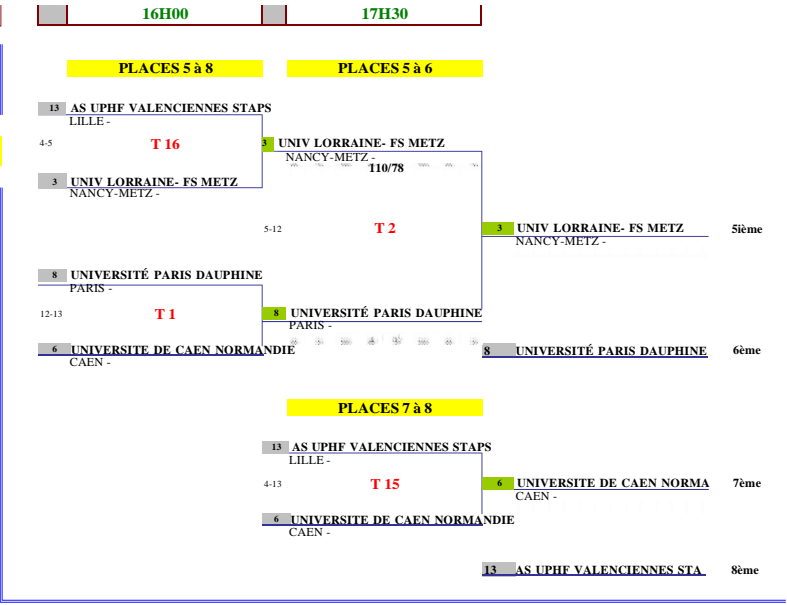 16H00 17H30
PLACES 5 à 8 PLACES 5 à 6
13 AS UPHF VALENCIENNES STAPS
LILLE -
4-5 T 16 3 UNIV LORRAINE- FS METZ
NANCY-METZ -
110/78
3 UNIV LORRAINE- FS METZ
NANCY-METZ -
5-12 T 2 3 UNIV LORRAINE- FS METZ 5ième
NANCY-METZ -
8 UNIVERSITÉ PARIS DAUPHINE
PARIS -
12-13 T 1 8 UNIVERSITÉ PARIS DAUPHINE
PARIS -
6 UNIVERSITE DE CAEN NORMANDIE 8 UNIVERSITÉ PARIS DAUPHINE 6ème
CAEN -
PLACES 7 à 8
13 AS UPHF VALENCIENNES STAPS
LILLE -
4-13 T 15 6 UNIVERSITE DE CAEN NORMA 7ème
CAEN -
6 UNIVERSITE DE CAEN NORMANDIE
CAEN -
13 AS UPHF VALENCIENNES STA 8ème